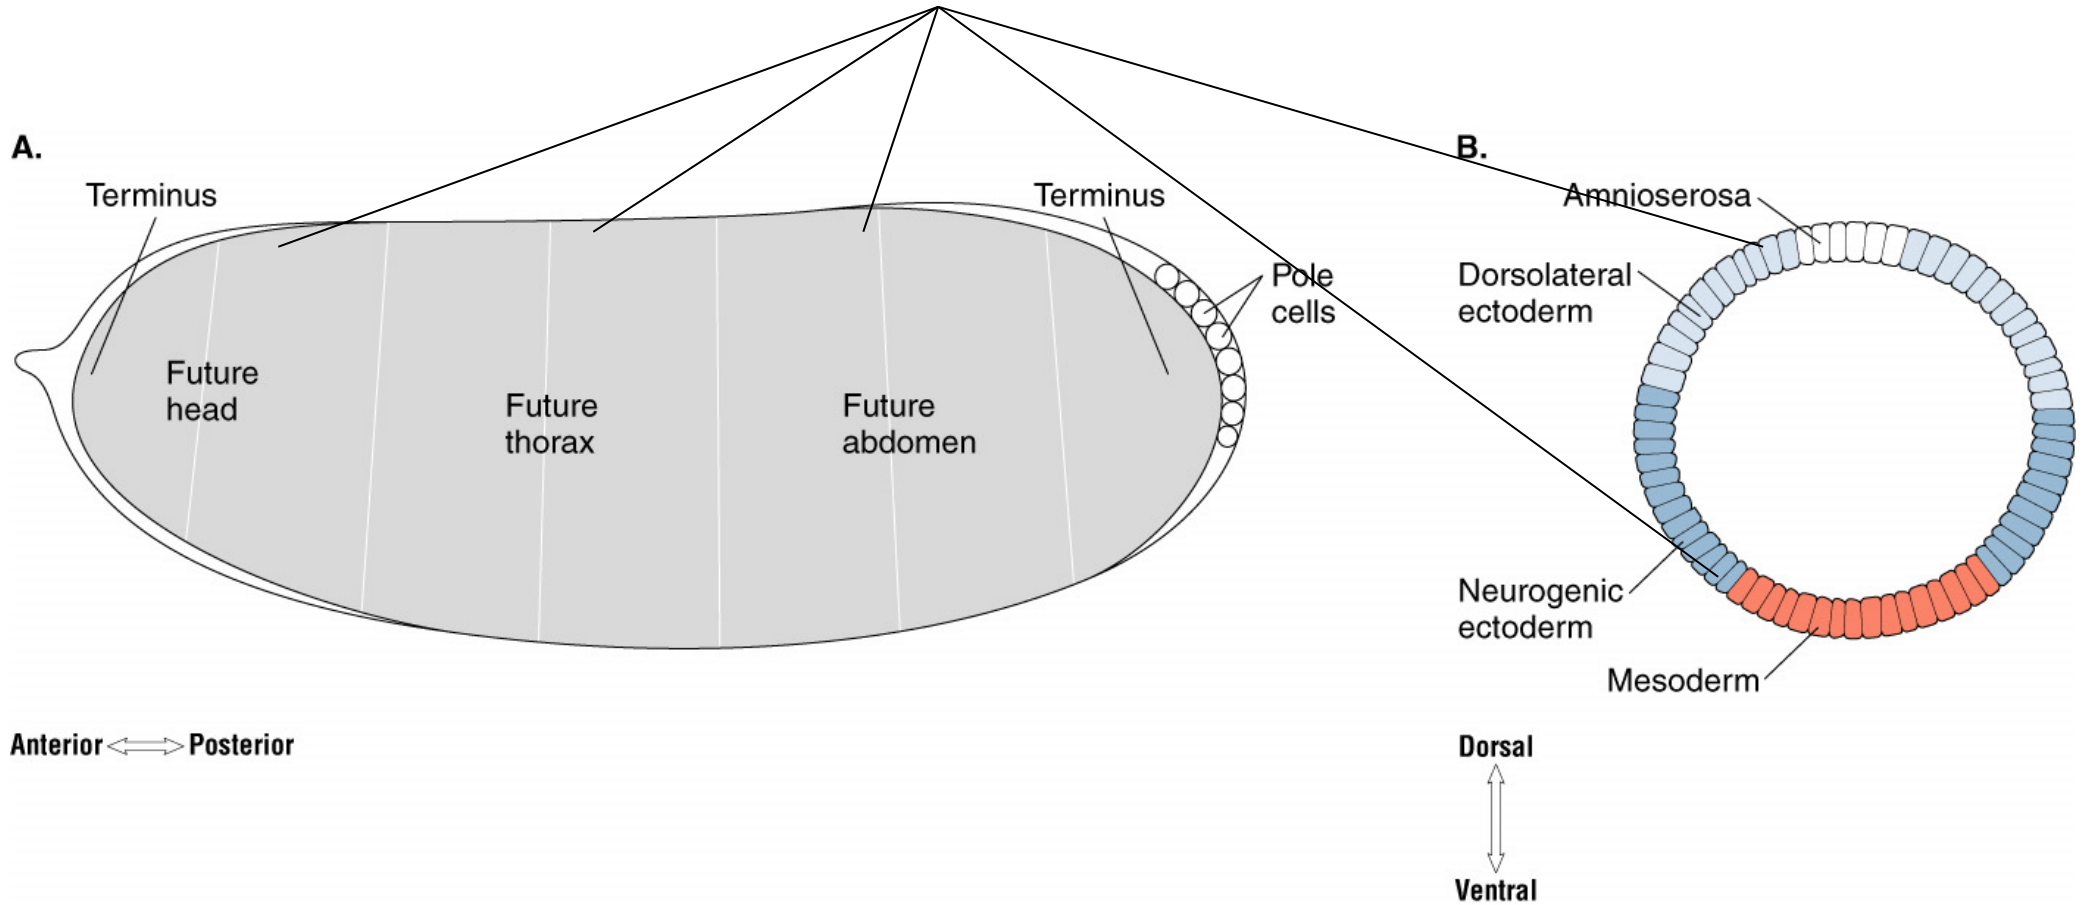 A.
Terminus
Terminus
Pole
cells
Future
head
Future
thorax
Future
abdomen
Anterior
Posterior
B.
Amnioserosa
Dorsolateral
ectoderm
Neurogenic
ectoderm
Mesoderm
Dorsal
Ventral